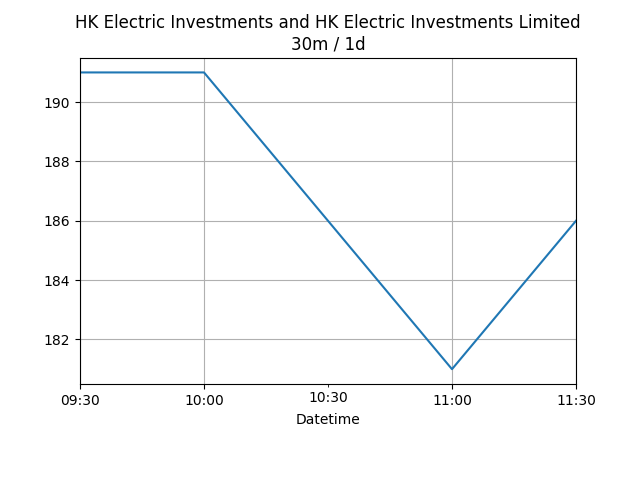 HK Electric Investments and HK Electric Investments Limited
30m / 1d
190
188
186
184
182
09:30 10:00 10:30 11:00 11:30
Datetime